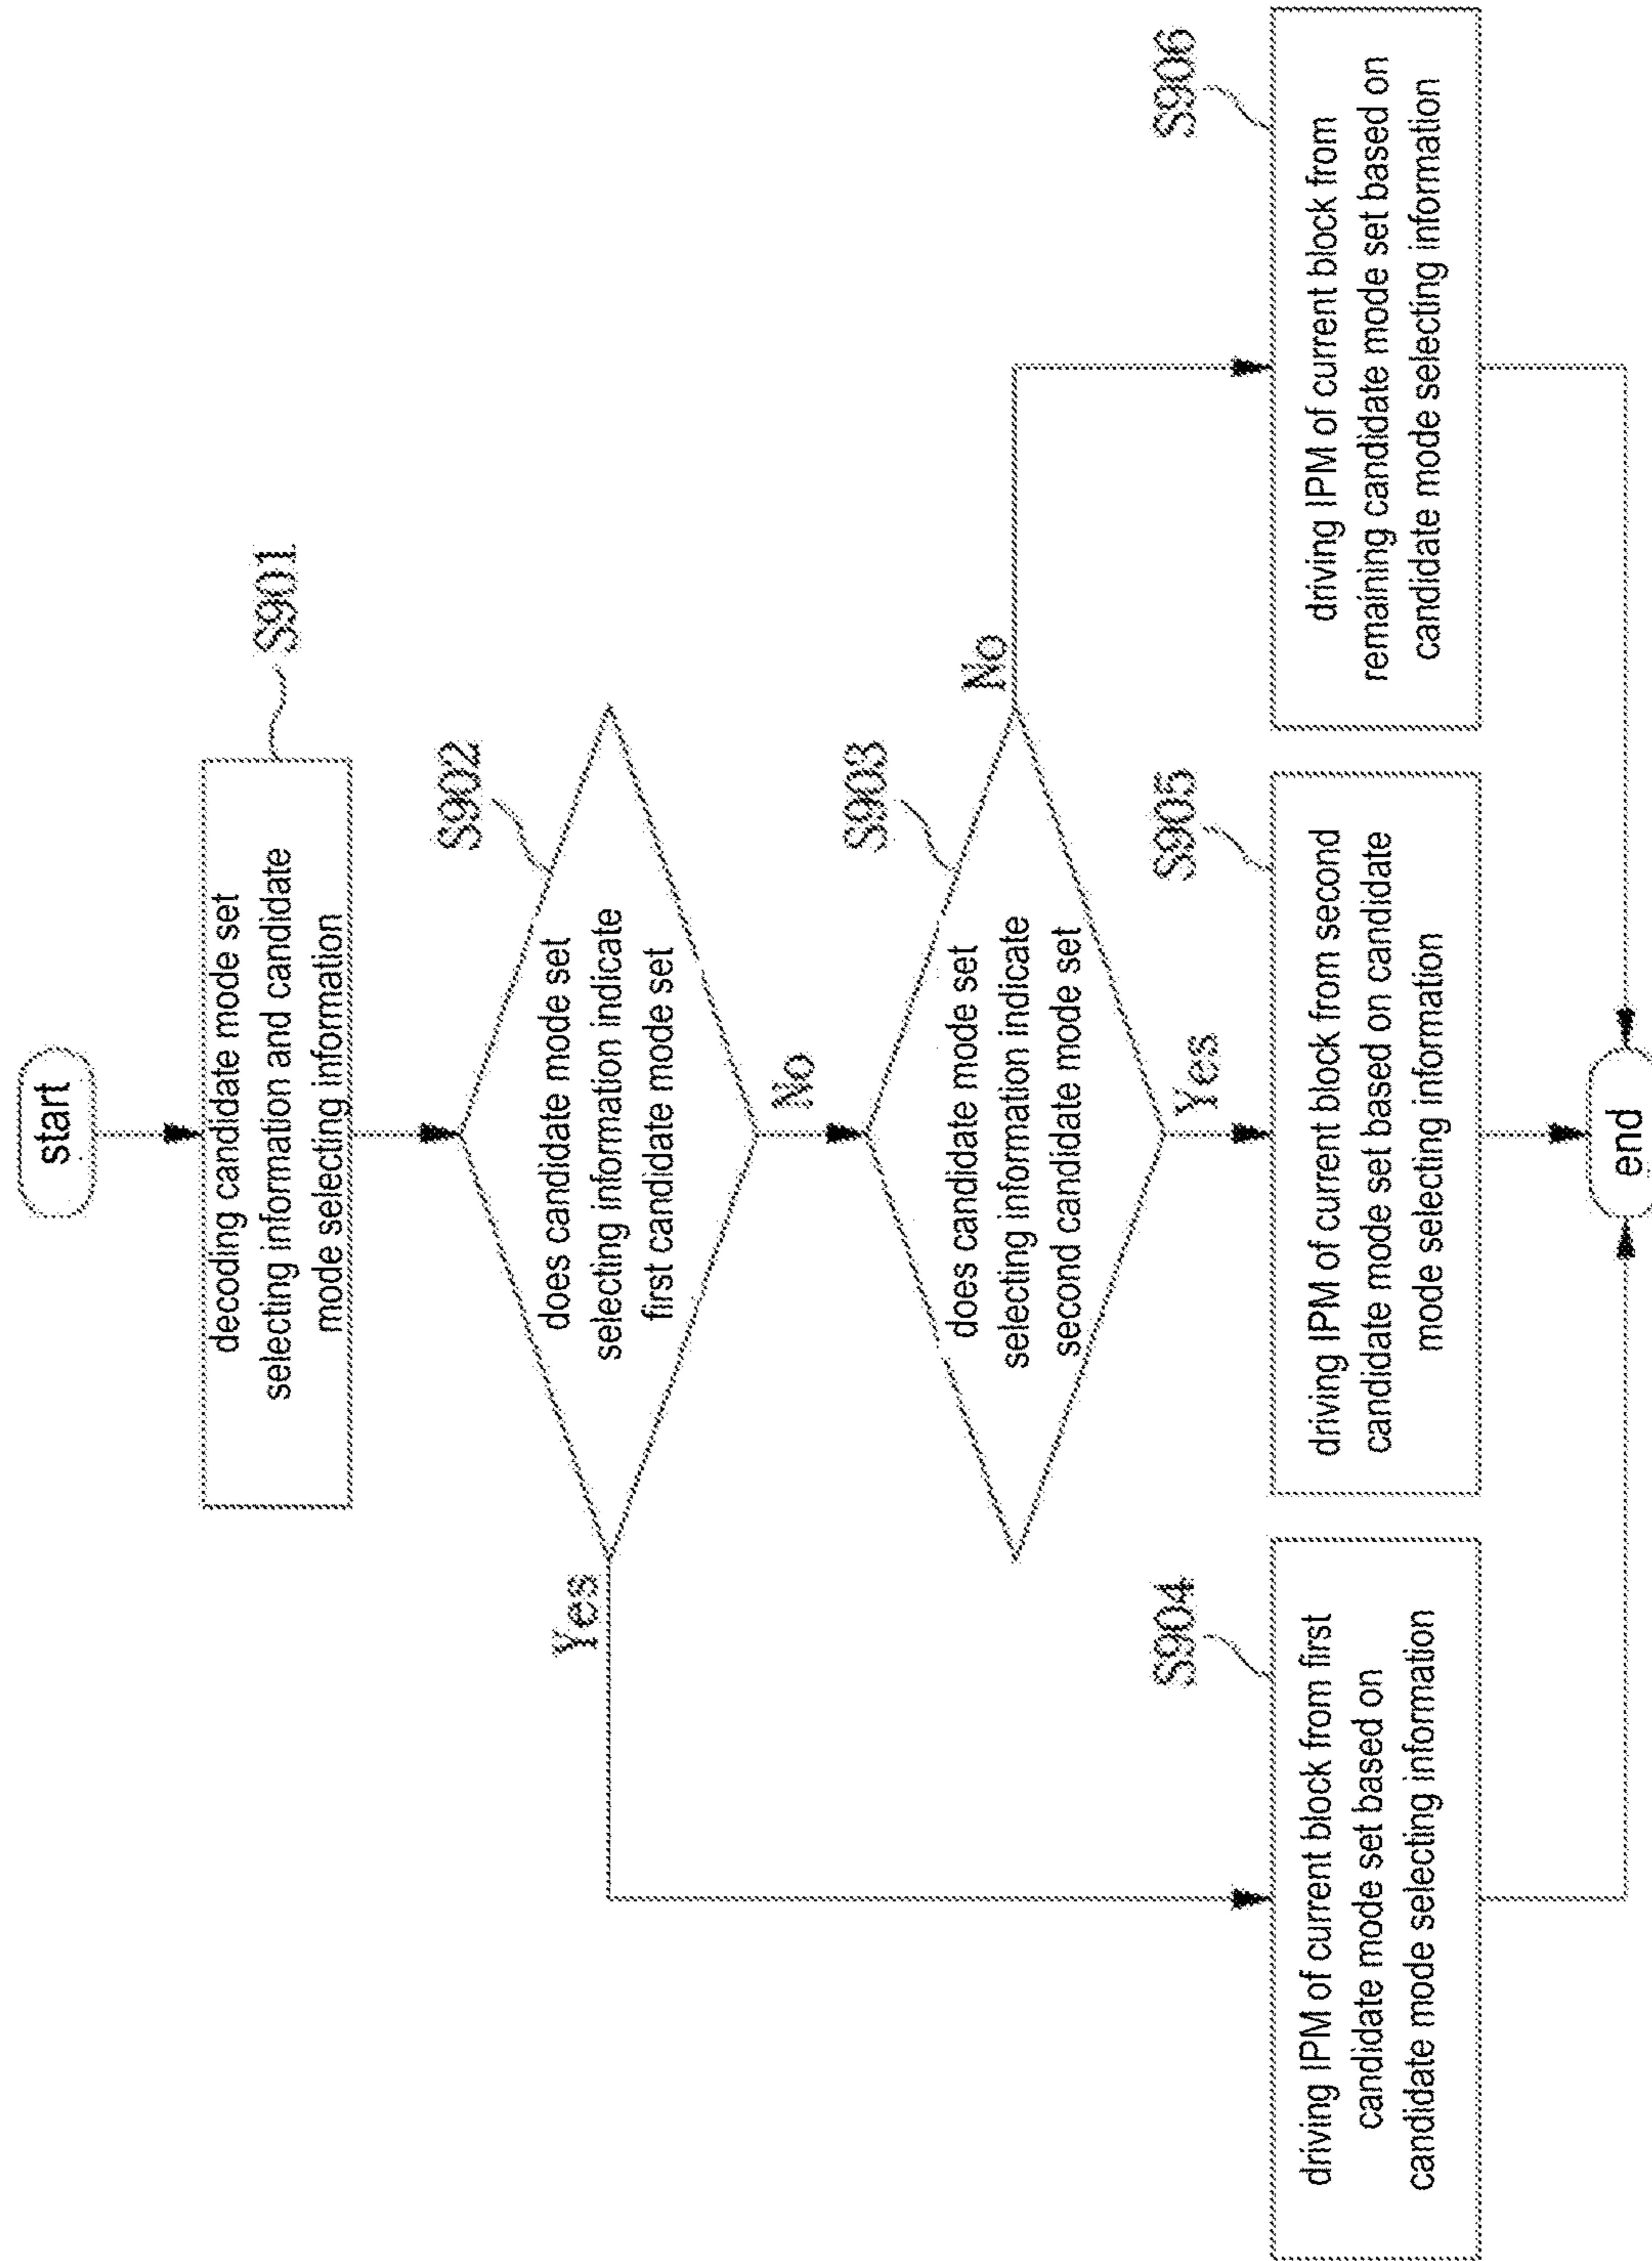 start
S901
decoding candidate mode set
selecting information and candidate
mode selecting information
S902
does candidate mode set
selecting information indicate
first candidate mode set
Yes
No
S903
does candidate mode set
selecting information indicate
second candidate mode set
No
Yes
S904
driving IPM of current block from first
candidate mode set based on
candidate mode selecting information
S905
driving IPM of current block from second
candidate mode set based on candidate
mode selecting information
S906
driving IPM of current block from
remaining candidate mode set based on
candidate mode selecting information
end